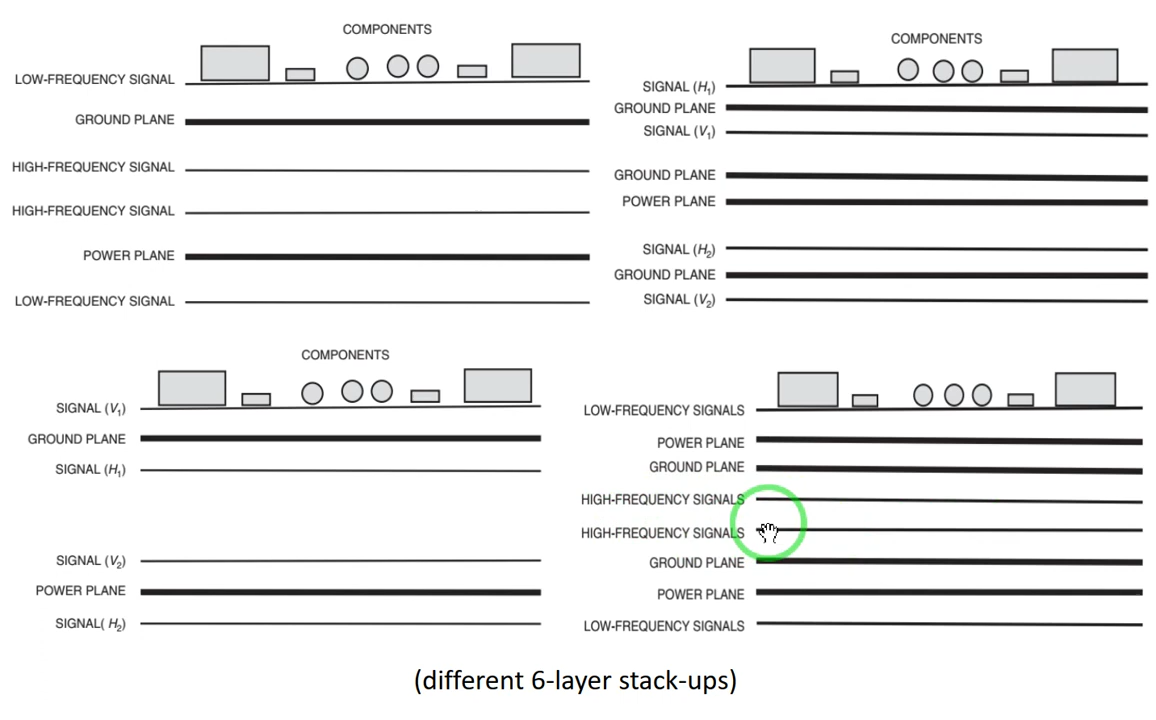 COMPONENTS
LOW-FREQUENCY SIGNAL
GROUND PLANE
HIGH-FREQUENCY SIGNAL
HIGH-FREQUENCY SIGNAL
POWER PLANE
LOW-FREQUENCY SIGNAL
COMPONENTS
SIGNAL (H₁)
GROUND PLANE
SIGNAL (V₁)
GROUND PLANE
POWER PLANE
SIGNAL (H₂)
GROUND PLANE
SIGNAL (V₂)
COMPONENTS
SIGNAL (V₁)
GROUND PLANE
SIGNAL (H₁)
SIGNAL (V₂)
POWER PLANE
SIGNAL( H₂)
LOW-FREQUENCY SIGNALS
POWER PLANE
GROUND PLANE
HIGH-FREQUENCY SIGNALS
HIGH-FREQUENCY SIGNALS
GROUND PLANE
POWER PLANE
LOW-FREQUENCY SIGNALS
(different 6-layer stack-ups)